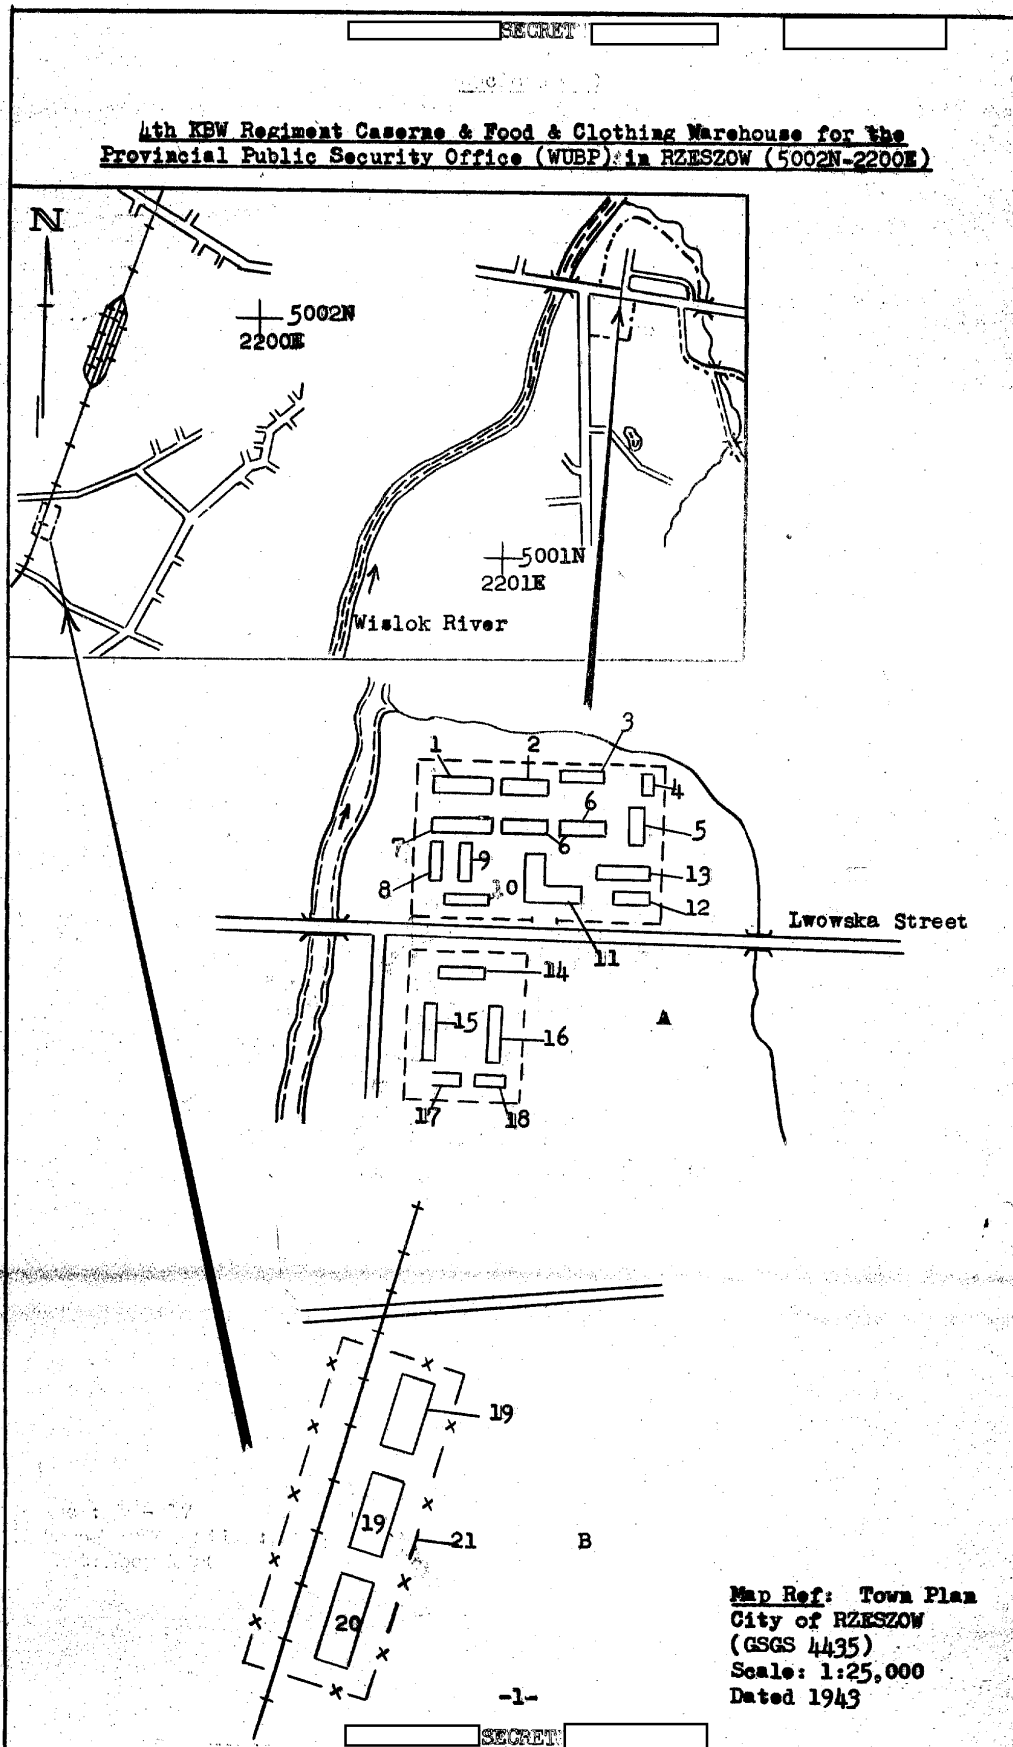 SECRET
4th KBW Regiment Caserne & Food & Clothing Warehouse for the
Provincial Public Security Office (WUBP) in RZESZOW (5002N-2200E)
N
5002N
2200E
5001N
2201E
Wislok River
3
1
2
4
6
5
7
6
9
8
10
13
12
Lwowska Street
11
14
15
A
16
17
18
19
19
21
B
20
Map Ref: Town Plan
City of RZESZOW
(GSGS 4435)
Scale: 1:25,000
Dated 1943
-1-
SECRET